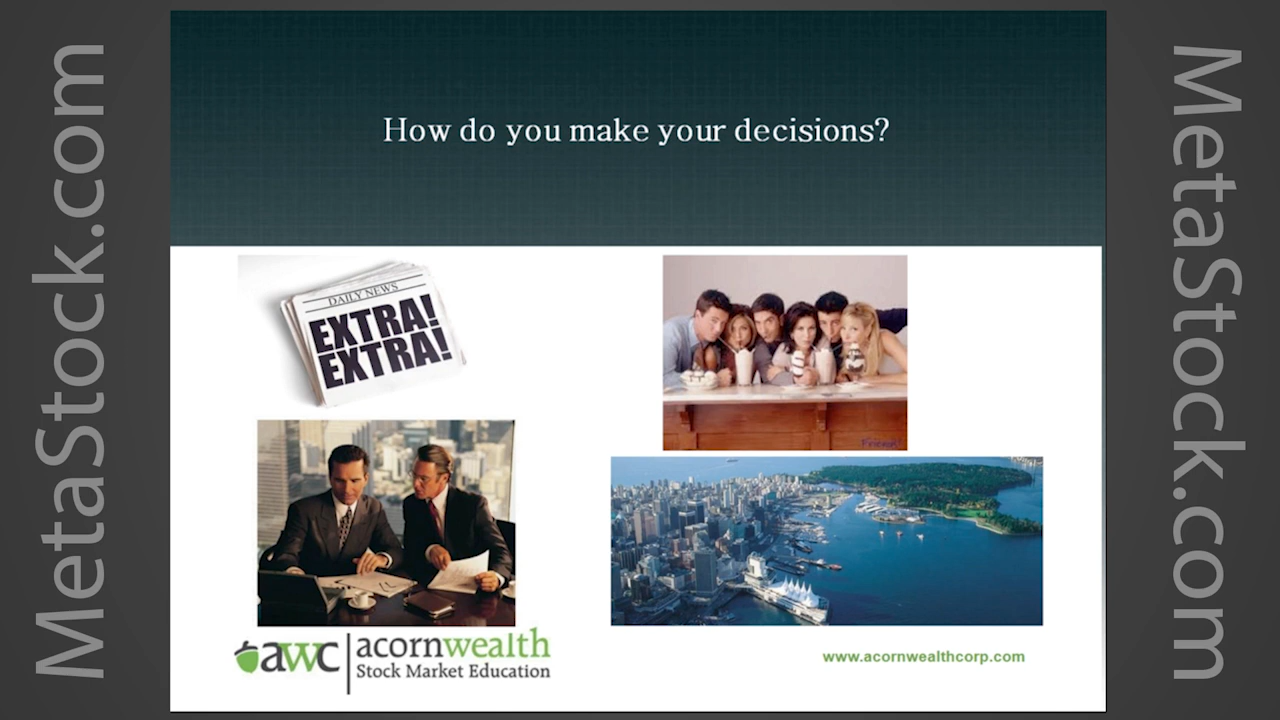 MetaStock.com
How do you make your decisions?
DAILY NEWS
EXTRA!
EXTRA!
Friends!
awc
acornwealth
Stock Market Education
www.acornwealthcorp.com
MetaStock.com